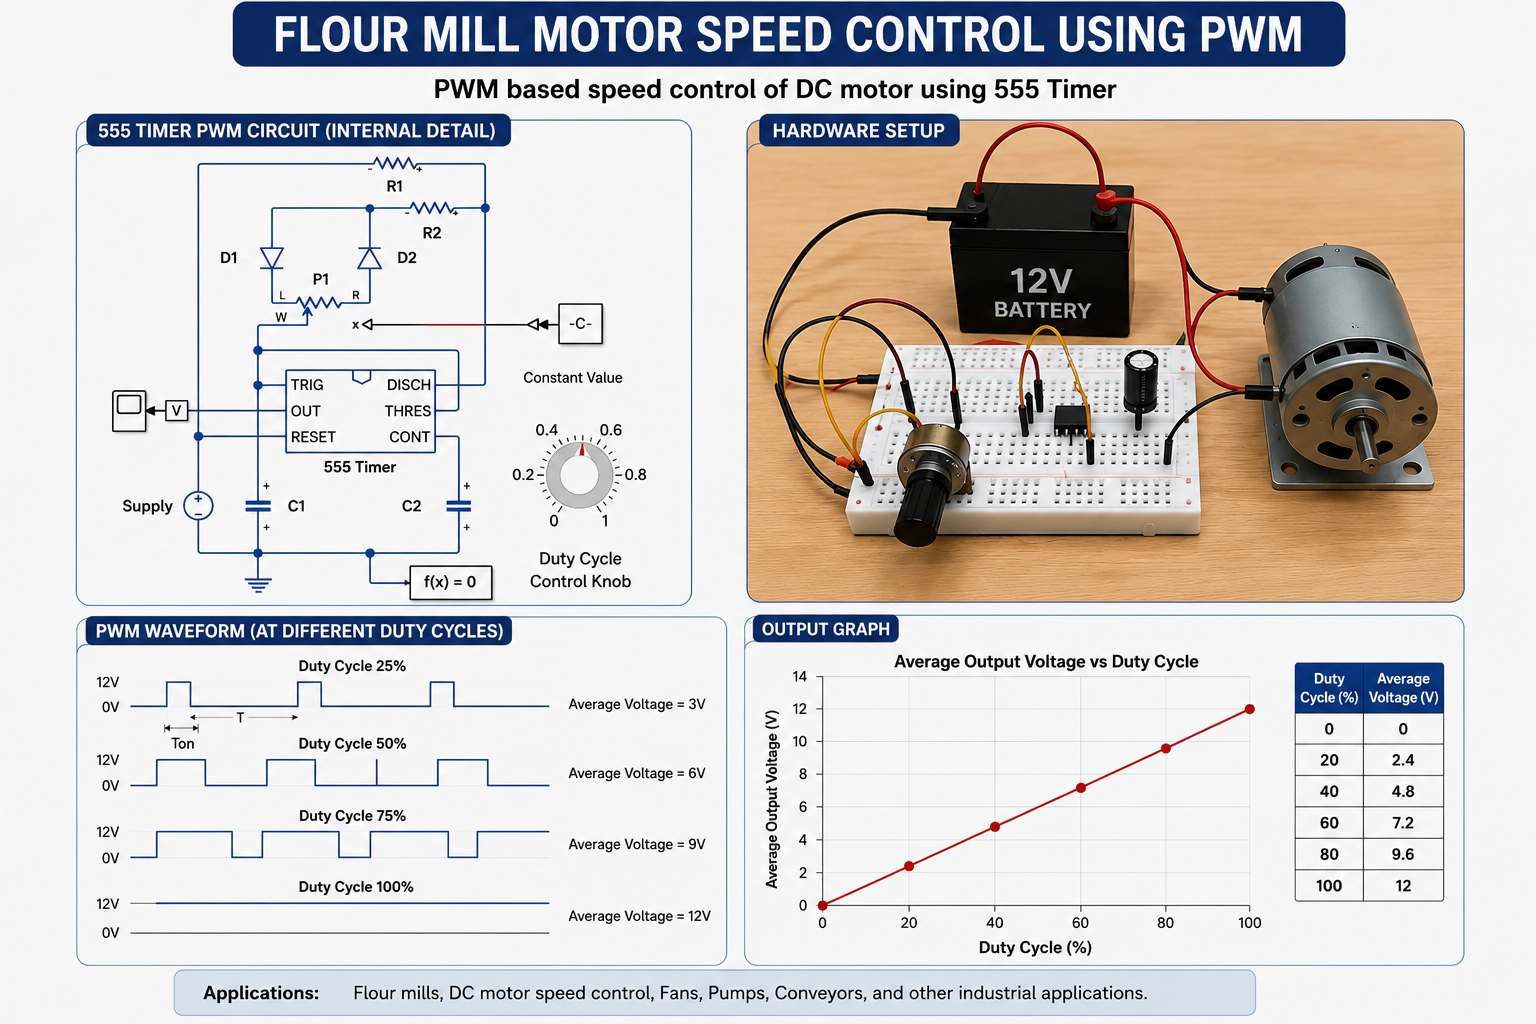 FLOUR MILL MOTOR SPEED CONTROL USING PWM
PWM based speed control of DC motor using 555 Timer
555 TIMER PWM CIRCUIT (INTERNAL DETAIL)
- +
R1
- +
R2
D1
D2
P1
L
R
W
x
-C-
Constant Value
TRIG
DISCH
OUT
THRES
RESET
CONT
555 Timer
V
Supply
+
−
+
C1
+
+
C2
+
f(x) = 0
0.4
0.6
0.2
0.8
0
1
Duty Cycle
Control Knob
HARDWARE SETUP
12V
BATTERY
PWM WAVEFORM (AT DIFFERENT DUTY CYCLES)
Duty Cycle 25%
12V
0V
T
Ton
Average Voltage = 3V
Duty Cycle 50%
12V
0V
Average Voltage = 6V
Duty Cycle 75%
12V
0V
Average Voltage = 9V
Duty Cycle 100%
12V
0V
Average Voltage = 12V
OUTPUT GRAPH
Average Output Voltage vs Duty Cycle
Average Output Voltage (V)
14
12
10
8
6
4
2
0
0 20 40 60 80 100
Duty Cycle (%)
Duty Cycle (%) Average Voltage (V)
0 0
20 2.4
40 4.8
60 7.2
80 9.6
100 12
Applications: Flour mills, DC motor speed control, Fans, Pumps, Conveyors, and other industrial applications.